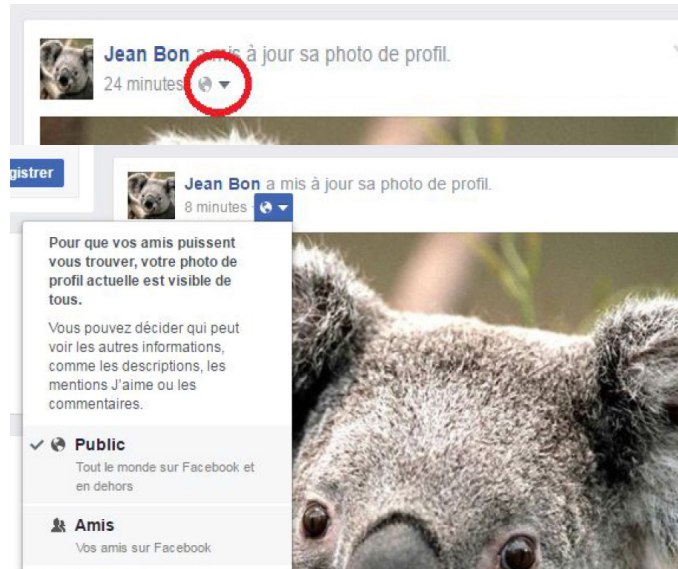 Jean Bon a mis à jour sa photo de profil.
24 minutes
gistrer
Jean Bon a mis à jour sa photo de profil.
8 minutes
Pour que vos amis puissent
vous trouver, votre photo de
profil actuelle est visible de
tous.
Vous pouvez décider qui peut
voir les autres informations,
comme les descriptions, les
mentions J'aime ou les
commentaires.
Public
Tout le monde sur Facebook et
en dehors
Amis
Vos amis sur Facebook